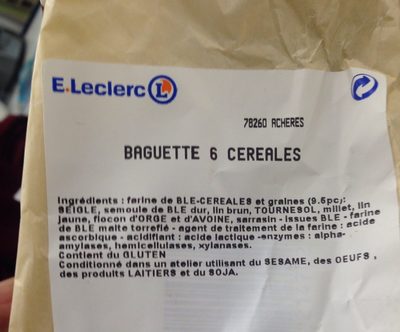 E.Leclerc L
78260 ACHERES
BAGUETTE 6 CEREALES
Ingrédients : farine de BLE-CEREALES et graines (9.6pc):
SEIGLE, semoule de BLE dur, lin brun, TOURNESOL, millet, lin
jaune, flocon d'ORGE et d'AVOINE, sarrasin - issues BLE - farine
de BLE malte torrefié - agent de traitement de la farine : acide
ascorbique - acidifiant : acide lactique -enzymes : alpha-
amylases, hemicellulases, xylanases.
Contient du GLUTEN
Conditionné dans un atelier utilisant du SESAME, des OEUFS ,
des produits LAITIERS et du SOJA.